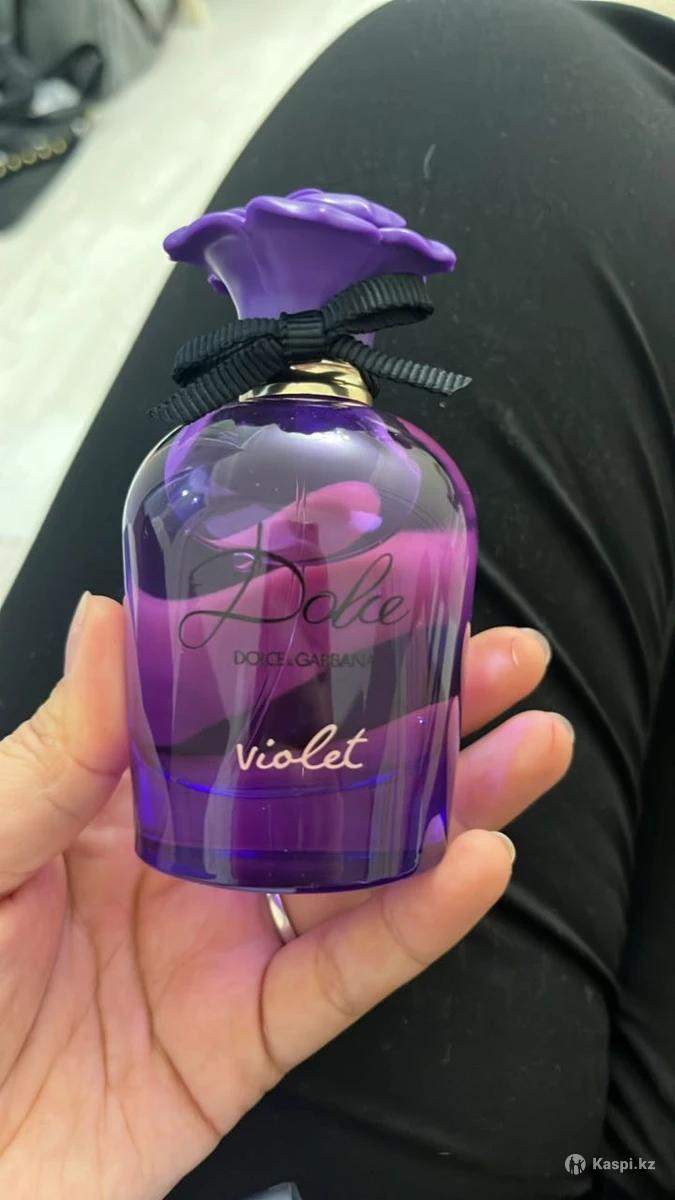 Dolce
DOLCE & GABBANA
violet
Kaspi.kz